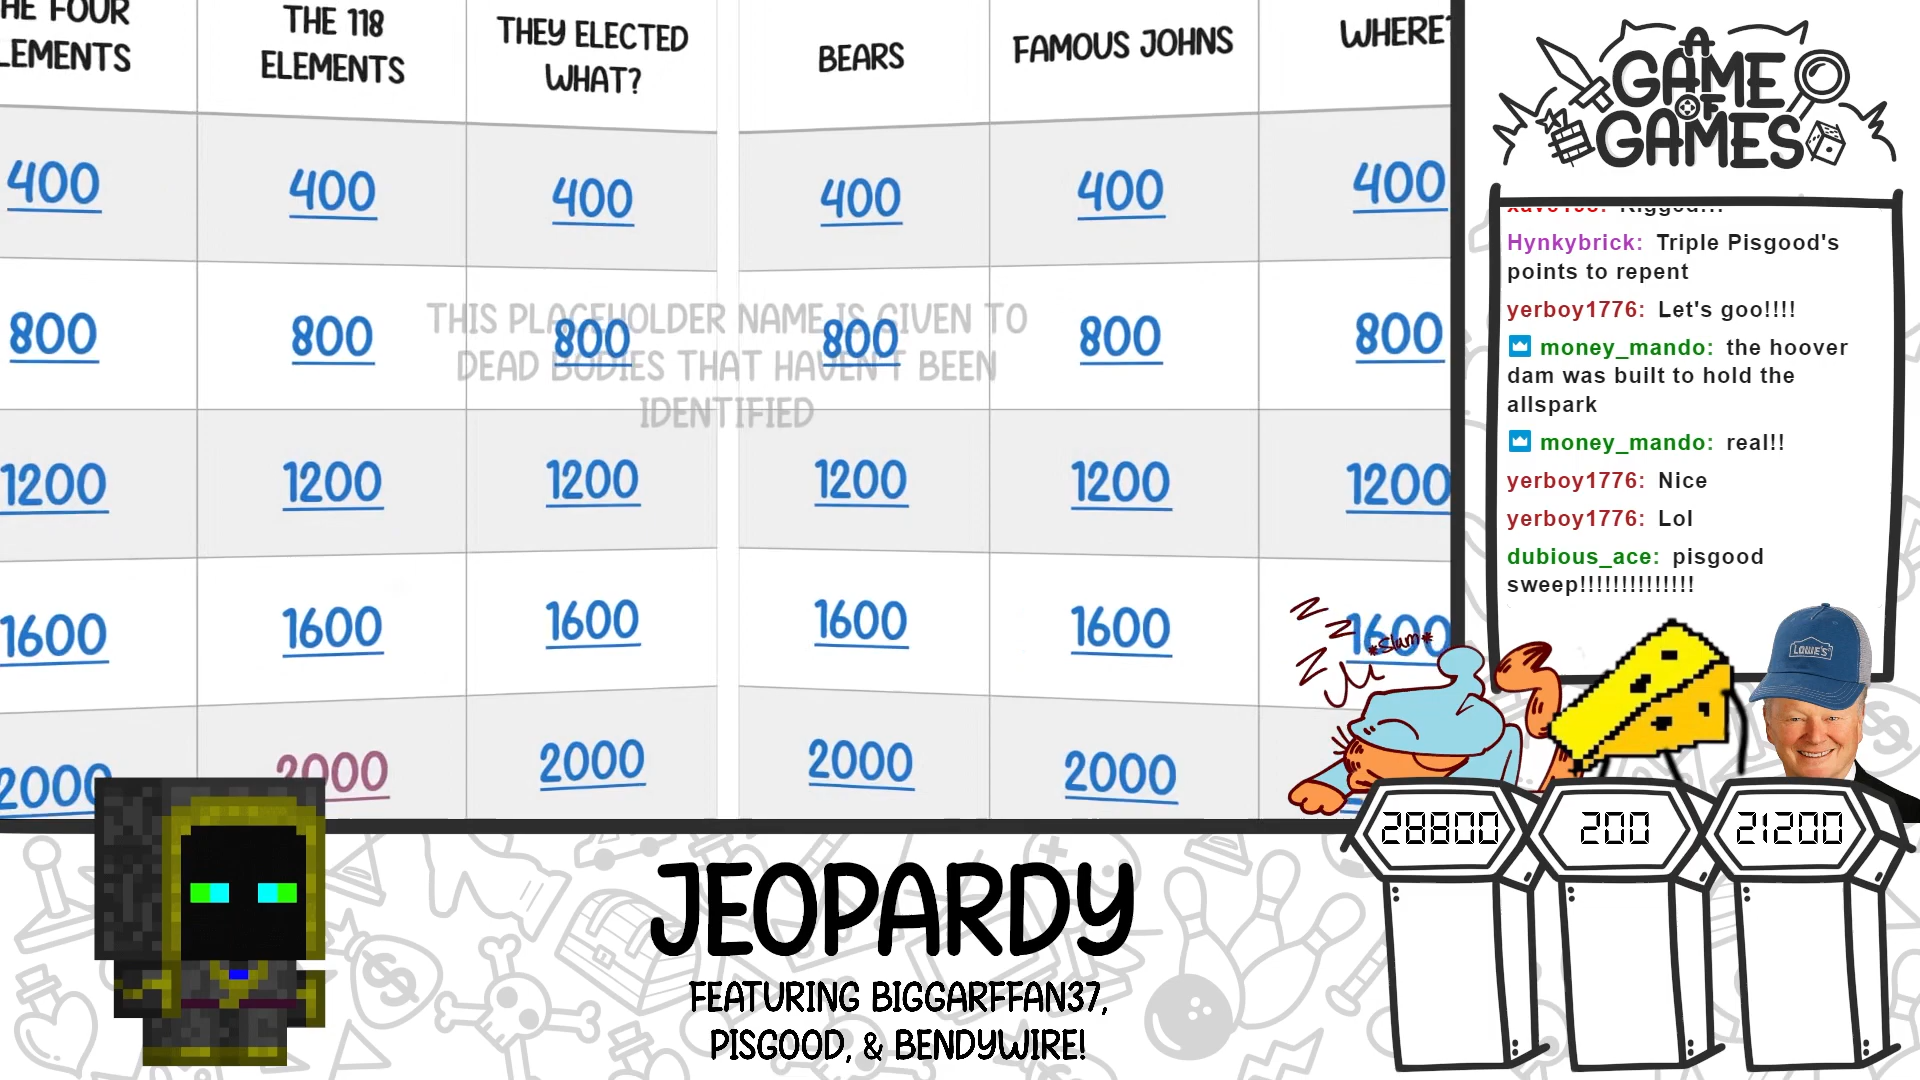 HE FOUR
LEMENTS
THE 118
ELEMENTS
THEY ELECTED
WHAT?
BEARS
FAMOUS JOHNS
WHERE?
400 400 400 400 400 400
800 800 800 800 800 800
THIS PLACEHOLDER NAME IS GIVEN TO
DEAD BODIES THAT HAVEN'T BEEN
IDENTIFIED
1200 1200 1200 1200 1200 1200
1600 1600 1600 1600 1600 1600
2000 2000 2000 2000 2000
*slam*
A
GAME
OF
GAMES
Hynkybrick: Triple Pisgood's
points to repent
yerboy1776: Let's goo!!!!
money_mando: the hoover
dam was built to hold the
allspark
money_mando: real!!
yerboy1776: Nice
yerboy1776: Lol
dubious_ace: pisgood
sweep!!!!!!!!!!!!!!
LOWE'S
28800 200 21200
JEOPARDY
FEATURING BIGGARFFAN37,
PISGOOD, & BENDYWIRE!